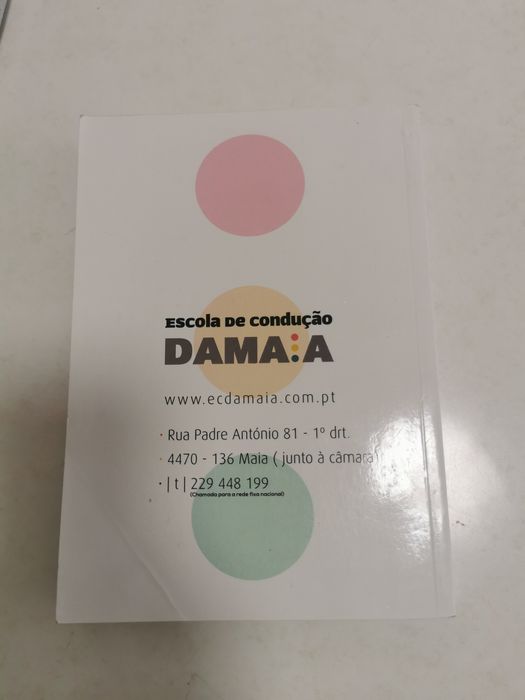 Escola de condução
DAMAIA
www.ecdamaia.com.pt
· Rua Padre António 81 - 1º drt.
· 4470 - 136 Maia ( junto à câmara)
· | t | 229 448 199
(Chamada para a rede fixa nacional)